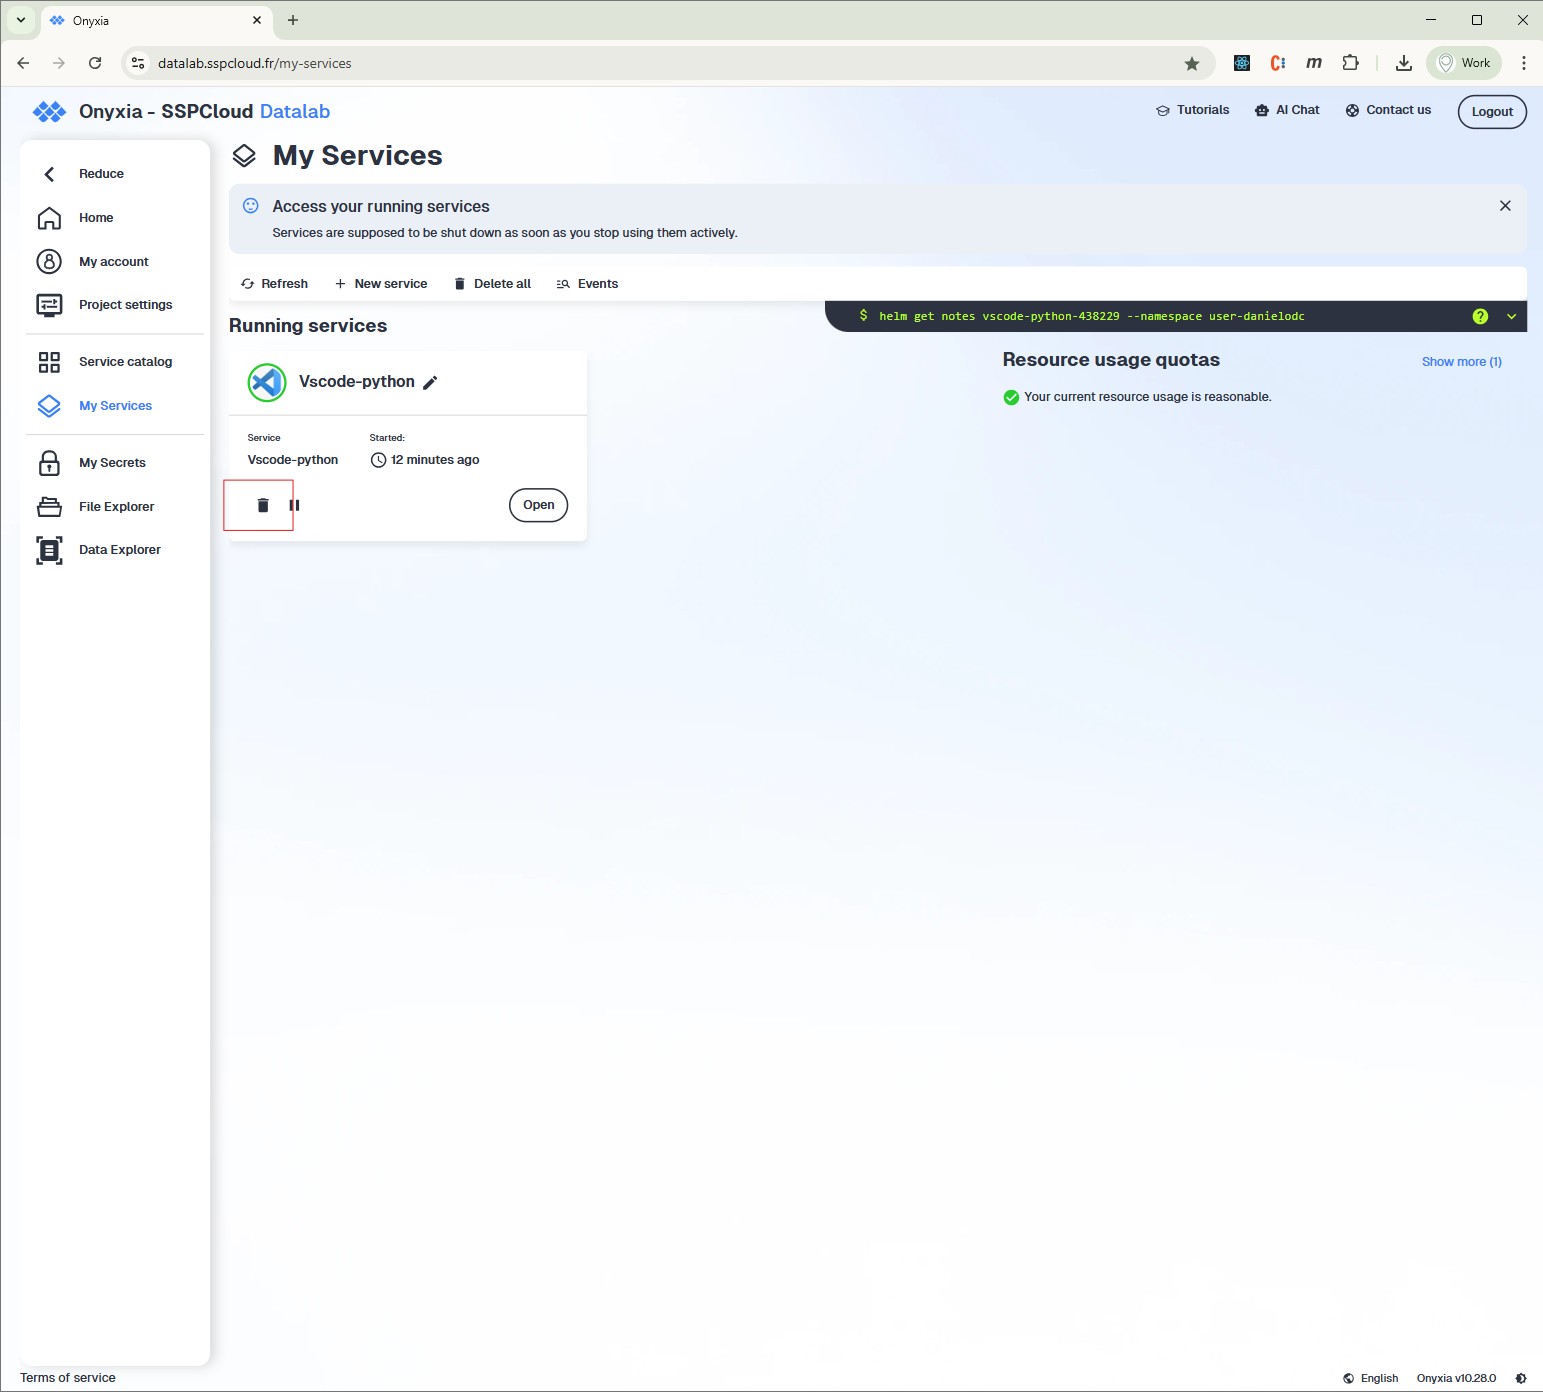 Onyxia
datalab.sspcloud.fr/my-services
Work
Onyxia - SSPCloud Datalab
Tutorials
AI Chat
Contact us
Logout
Reduce
Home
My account
Project settings
Service catalog
My Services
My Secrets
File Explorer
Data Explorer
My Services
Access your running services
Services are supposed to be shut down as soon as you stop using them actively.
Refresh
New service
Delete all
Events
$ helm get notes vscode-python-438229 --namespace user-danielodc
?
Running services
Vscode-python
Service
Started:
Vscode-python
12 minutes ago
Open
Resource usage quotas
Show more (1)
Your current resource usage is reasonable.
Terms of service
English
Onyxia v10.28.0